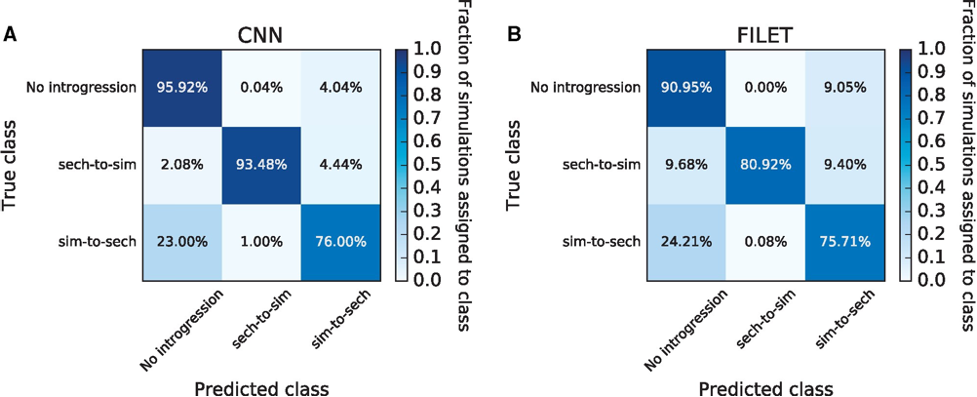 A
CNN
True class
No introgression
sech-to-sim
sim-to-sech
95.92% 0.04% 4.04%
2.08% 93.48% 4.44%
23.00% 1.00% 76.00%
No introgression
sech-to-sim
sim-to-sech
Predicted class
1.0
0.9
0.8
0.7
0.6
0.5
0.4
0.3
0.2
0.1
0.0
Fraction of simulations assigned to class
B
FILET
True class
No introgression
sech-to-sim
sim-to-sech
90.95% 0.00% 9.05%
9.68% 80.92% 9.40%
24.21% 0.08% 75.71%
No introgression
sech-to-sim
sim-to-sech
Predicted class
1.0
0.9
0.8
0.7
0.6
0.5
0.4
0.3
0.2
0.1
0.0
Fraction of simulations assigned to class